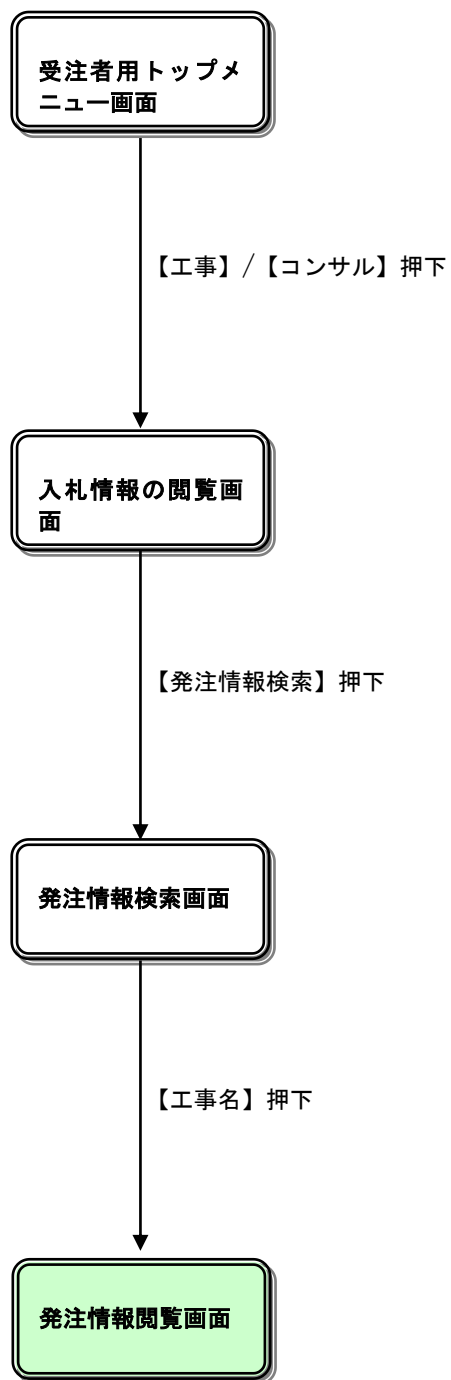 受注者用トップメ
ニュー画面
【工事】/【コンサル】押下
入札情報の閲覧画
面
【発注情報検索】押下
発注情報検索画面
【工事名】押下
発注情報閲覧画面